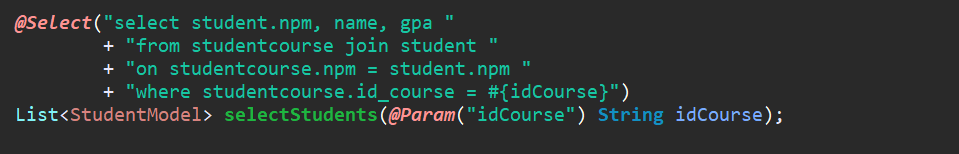 @Select("select student.npm, name, gpa "
        + "from studentcourse join student "
        + "on studentcourse.npm = student.npm "
        + "where studentcourse.id_course = #{idCourse}")
List<StudentModel> selectStudents(@Param("idCourse") String idCourse);